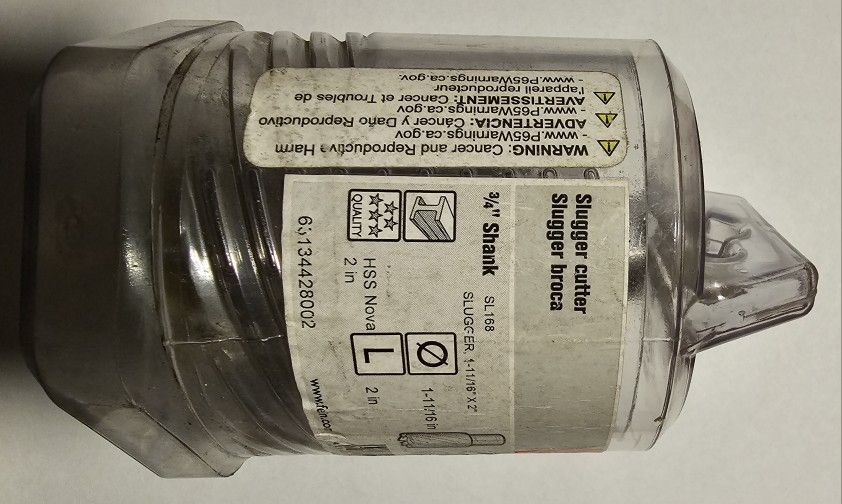 WARNING: Cancer and Reproductive Harm
- www.P65Warnings.ca.gov
ADVERTENCIA: Cáncer y Daño Reproductivo
- www.P65Warnings.ca.gov
AVERTISSEMENT: Cancer et Troubles de
l'appareil reproducteur
- www.P65Warnings.ca.gov.
Slugger cutter
Slugger broca
3/4" Shank
SL168
SLUGGER, 1-11/16" X 2"
Ø
1-11/16 in
QUALITY
HSS Nova
2 in
L
2 in
63134428002